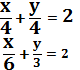 x/4 + y/4 = 2
x/6 + y/3 = 2